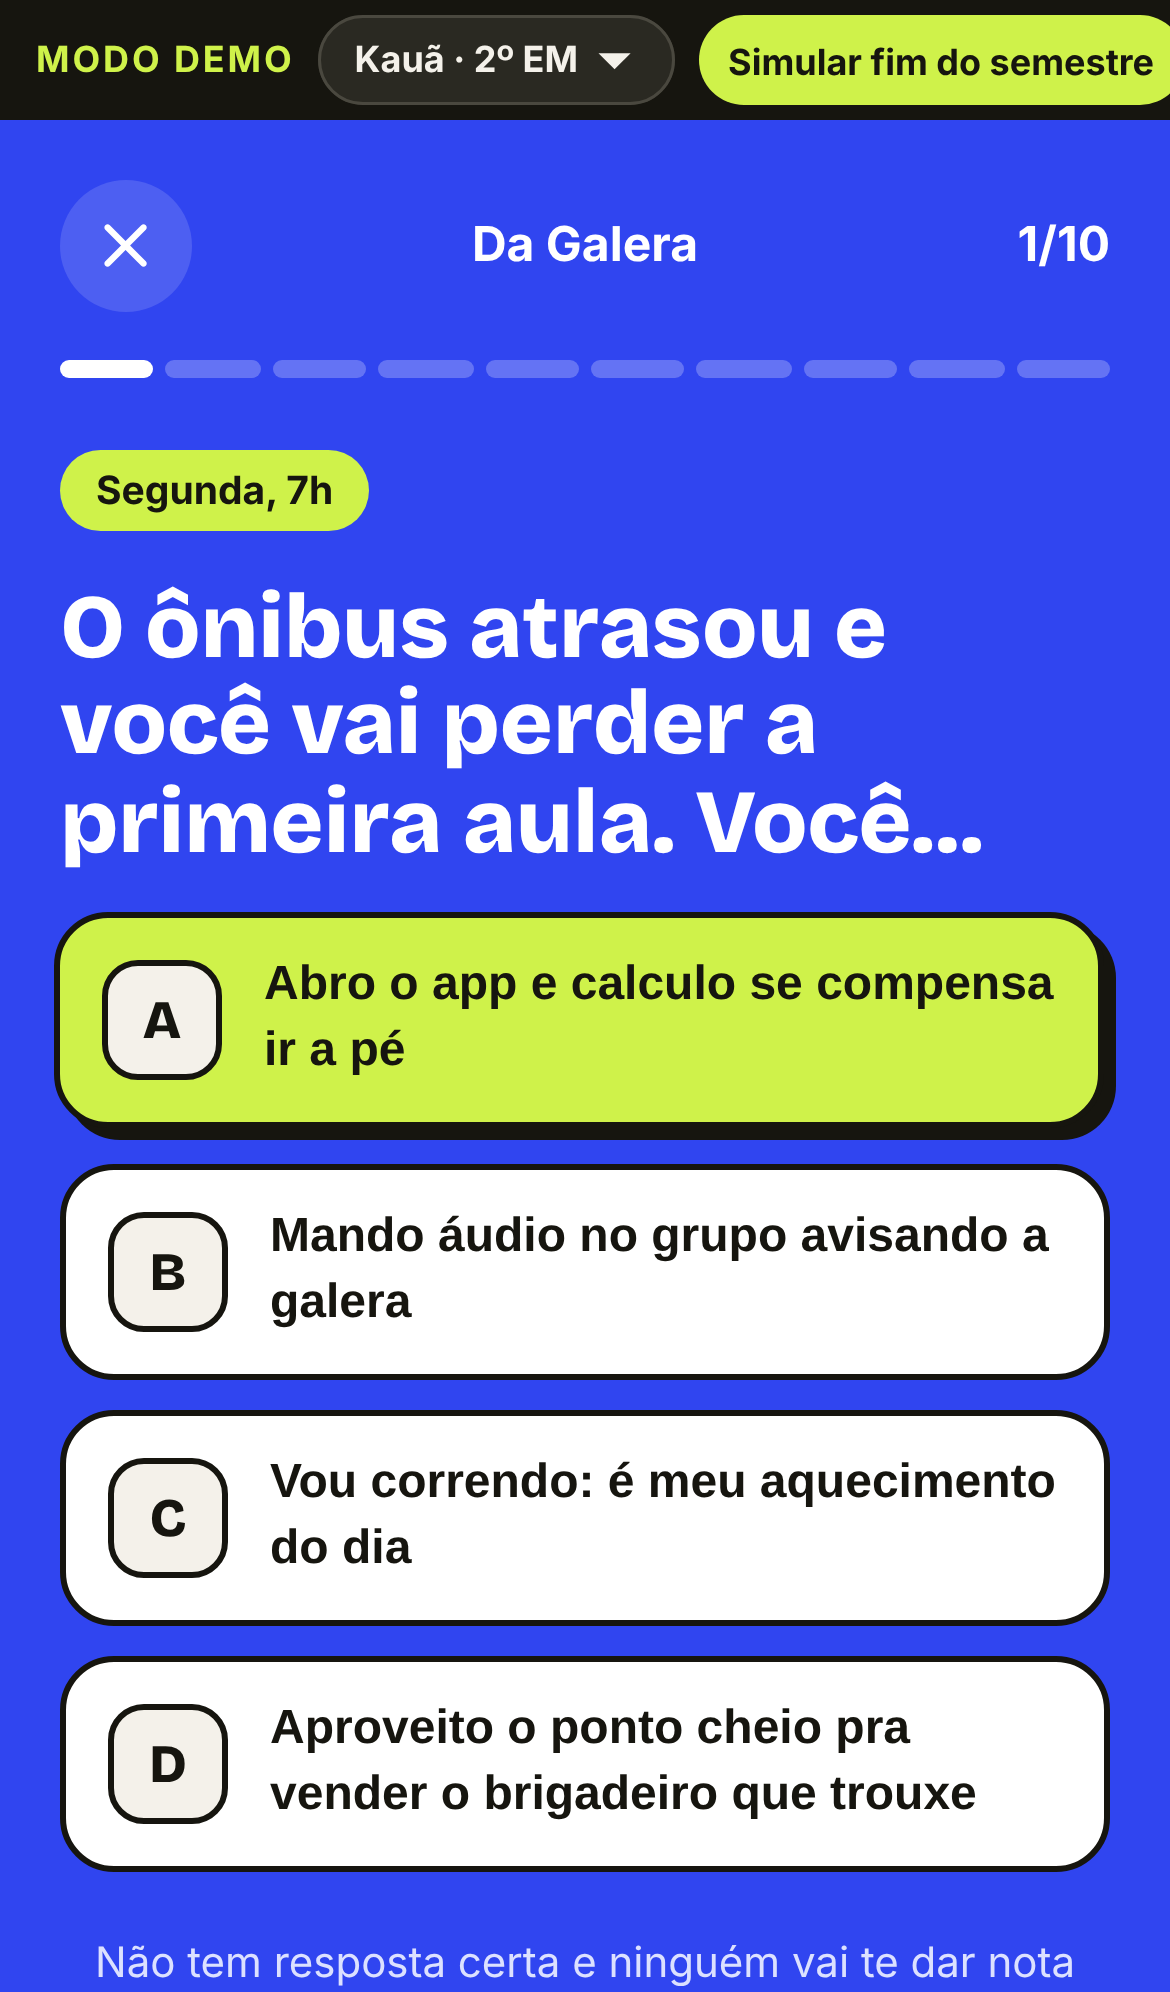 MODO DEMO
Kauã · 2º EM
Simular fim do semestre
Da Galera
1/10
Segunda, 7h
O ônibus atrasou e
você vai perder a
primeira aula. Você...
A
Abro o app e calculo se compensa
ir a pé
B
Mando áudio no grupo avisando a
galera
C
Vou correndo: é meu aquecimento
do dia
D
Aproveito o ponto cheio pra
vender o brigadeiro que trouxe
Não tem resposta certa e ninguém vai te dar nota